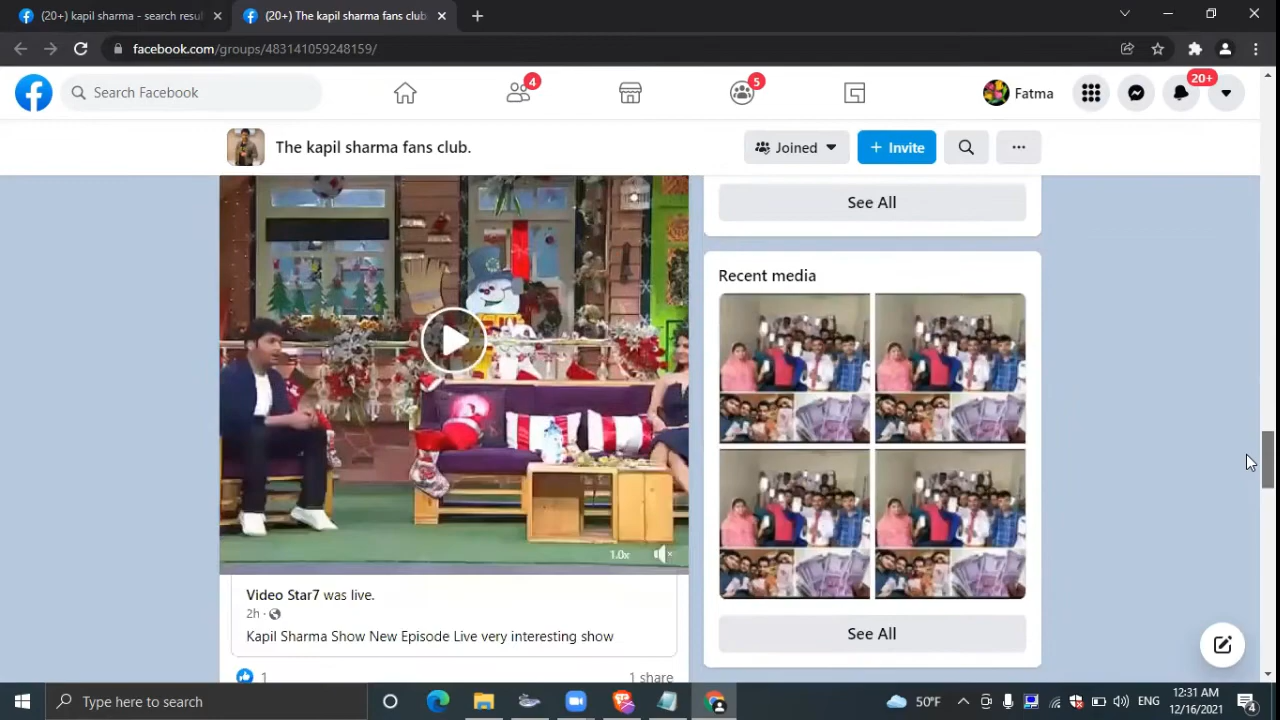 (20+) kapil sharma - search resu
(20+) The kapil sharma fans club
facebook.com/groups/483141059248159/
Search Facebook
4
5
Fatma
20+
The kapil sharma fans club.
Joined
+ Invite
See All
Recent media
1.0x
See All
Video Star7 was live.
2h ·
Kapil Sharma Show New Episode Live very interesting show
1
1 share
Type here to search
50°F
ENG
12:31 AM
12/16/2021
4